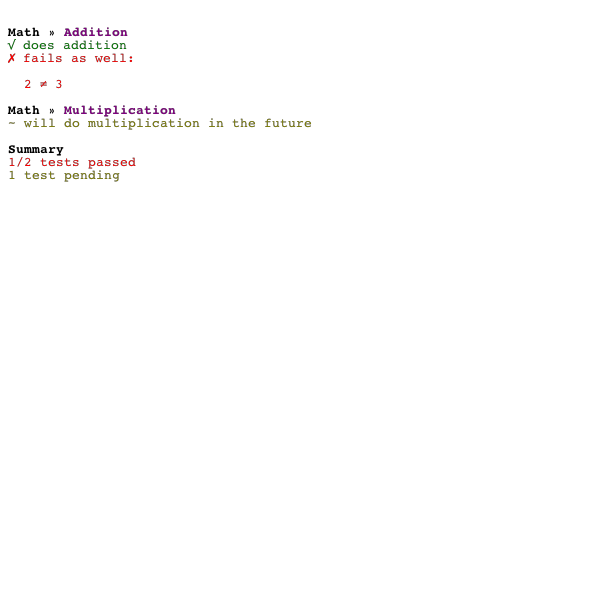 Math » Addition
√ does addition
✗ fails as well:
2 ≠ 3
Math » Multiplication
~ will do multiplication in the future
Summary
1/2 tests passed
1 test pending